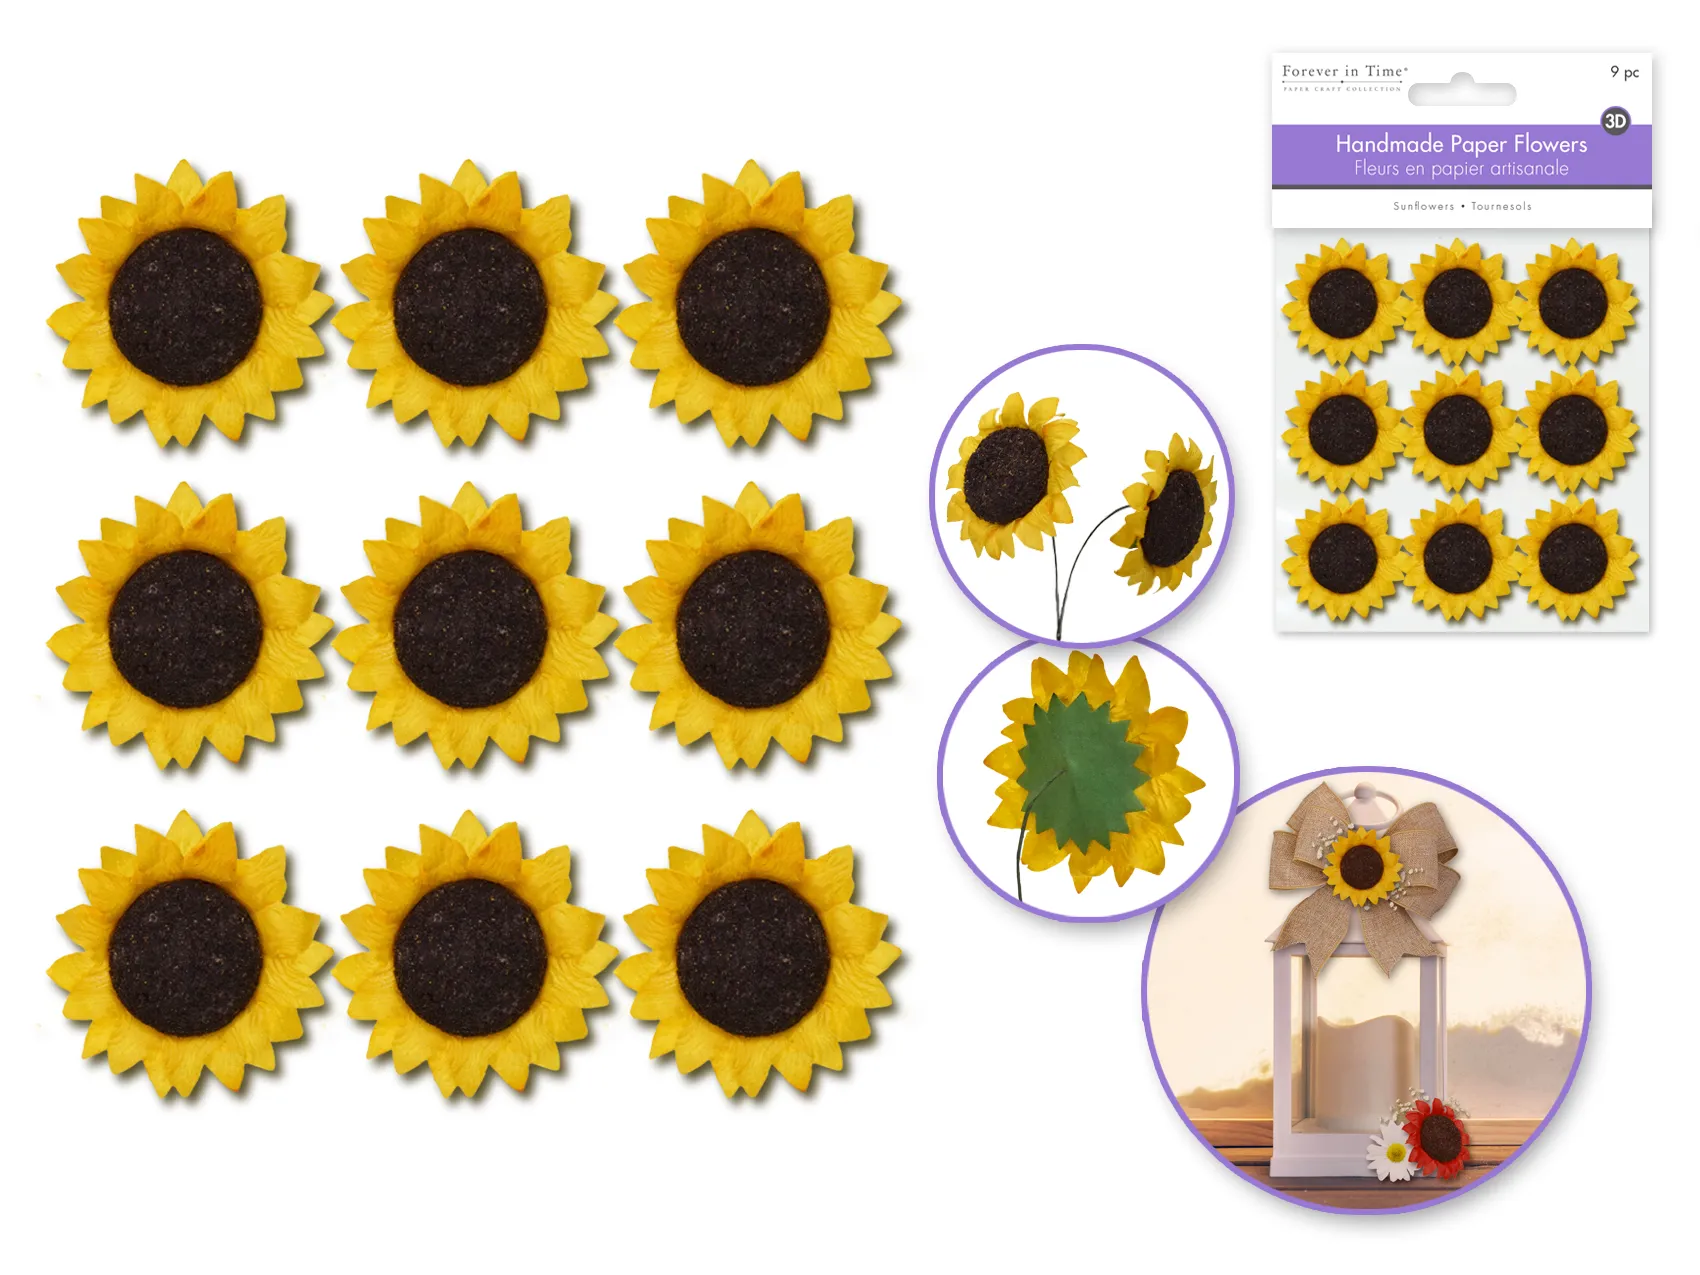 Forever in Time®
PAPER CRAFT COLLECTION
9 pc
3D
Handmade Paper Flowers
Fleurs en papier artisanale
Sunflowers • Tournesols